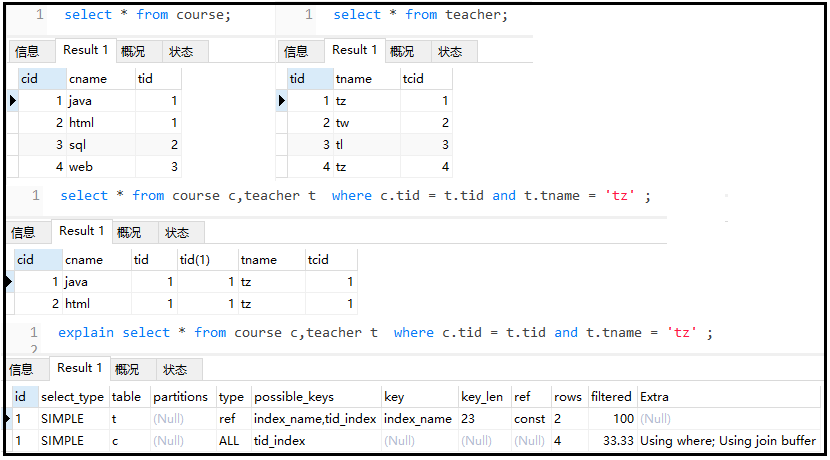 1 select * from course;
1 select * from teacher;
信息 Result 1 概况 状态
信息 Result 1 概况 状态
cid cname tid
1 java 1
2 html 1
3 sql 2
4 web 3
tid tname tcid
1 tz 1
2 tw 2
3 tl 3
4 tz 4
1 select * from course c,teacher t where c.tid = t.tid and t.tname = 'tz' ;
信息 Result 1 概况 状态
cid cname tid tid(1) tname tcid
1 java 1 1 tz 1
2 html 1 1 tz 1
1 explain select * from course c,teacher t where c.tid = t.tid and t.tname = 'tz' ;
2
信息 Result 1 概况 状态
id select_type table partitions type possible_keys key key_len ref rows filtered Extra
1 SIMPLE t (Null) ref index_name,tid_index index_name 23 const 2 100 (Null)
1 SIMPLE c (Null) ALL tid_index (Null) (Null) (Null) 4 33.33 Using where; Using join buffer